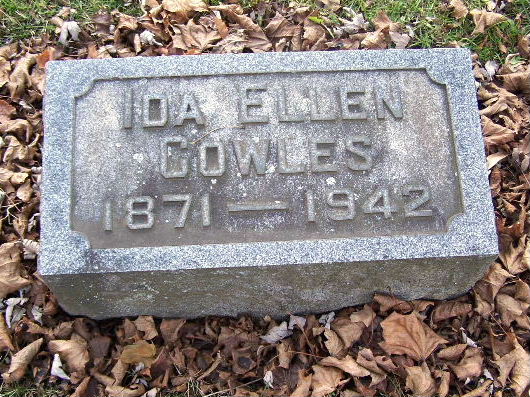 IDA ELLEN
COWLES
1871 — 1942